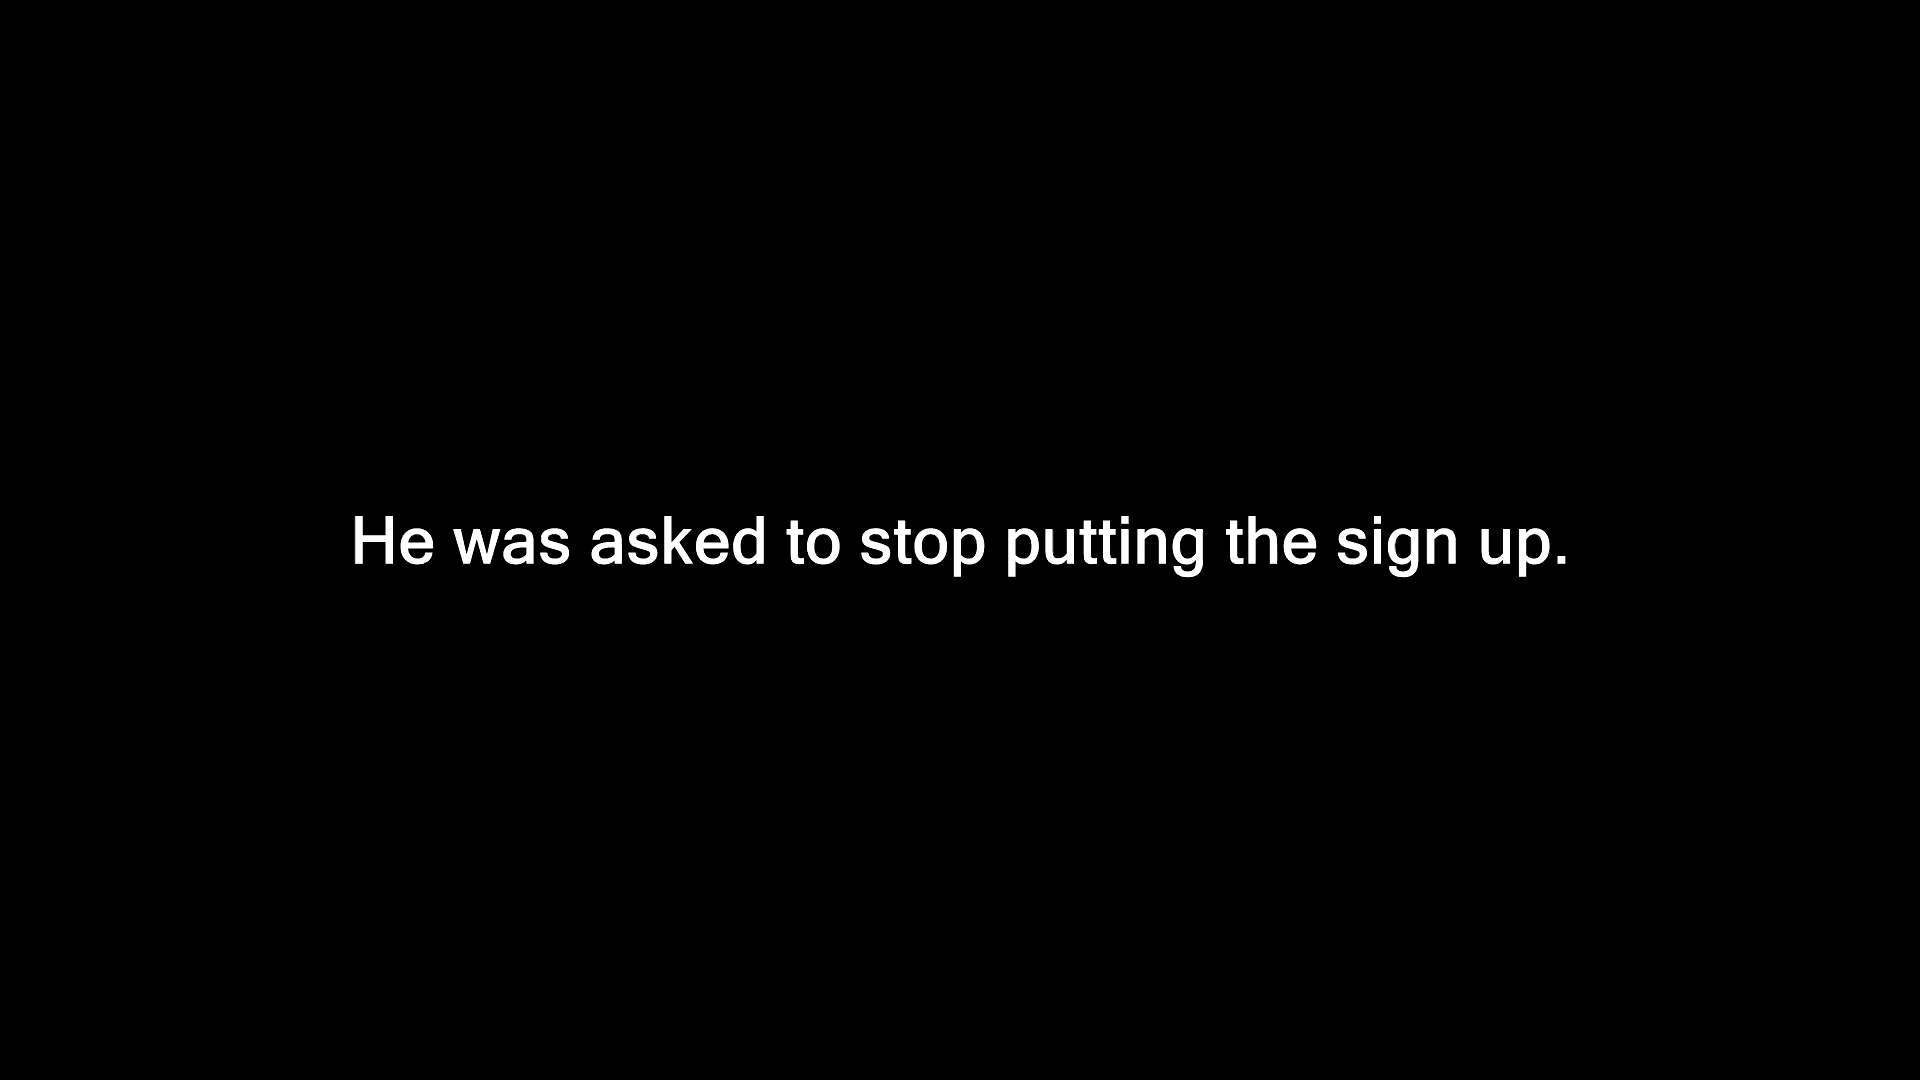 He was asked to stop putting the sign up.